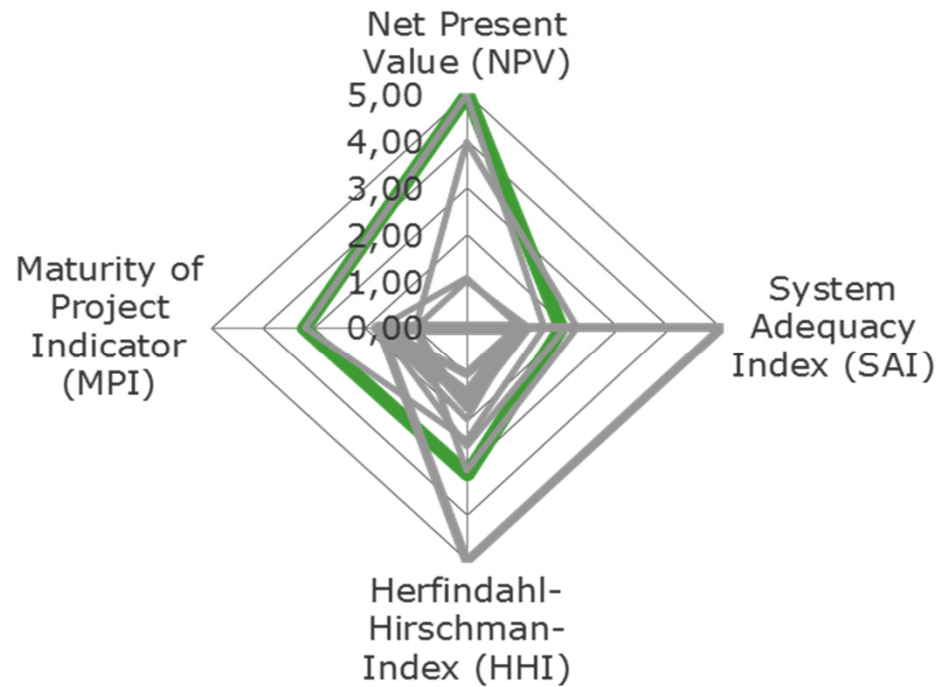 Net Present
Value (NPV)
5,00
4,00
3,00
2,00
1,00
0,00
Maturity of
Project
Indicator
(MPI)
System
Adequacy
Index (SAI)
Herfindahl-
Hirschman-
Index (HHI)